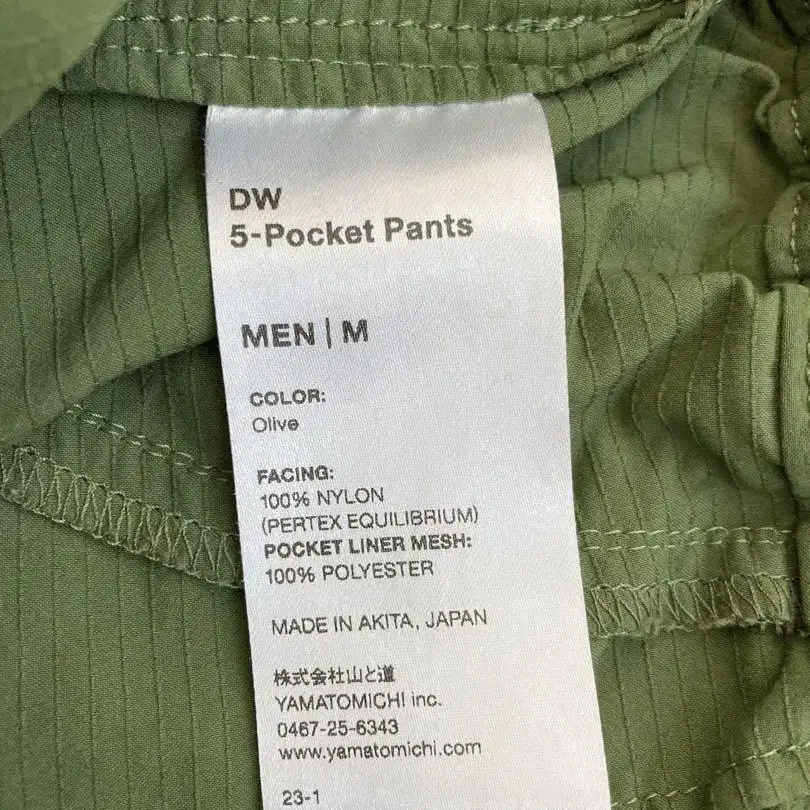 DW
5-Pocket Pants
MEN | M
COLOR:
Olive
FACING:
100% NYLON
(PERTEX EQUILIBRIUM)
POCKET LINER MESH:
100% POLYESTER
MADE IN AKITA, JAPAN
株式会社山と道
YAMATOMICHI inc.
0467-25-6343
www.yamatomichi.com
23-1